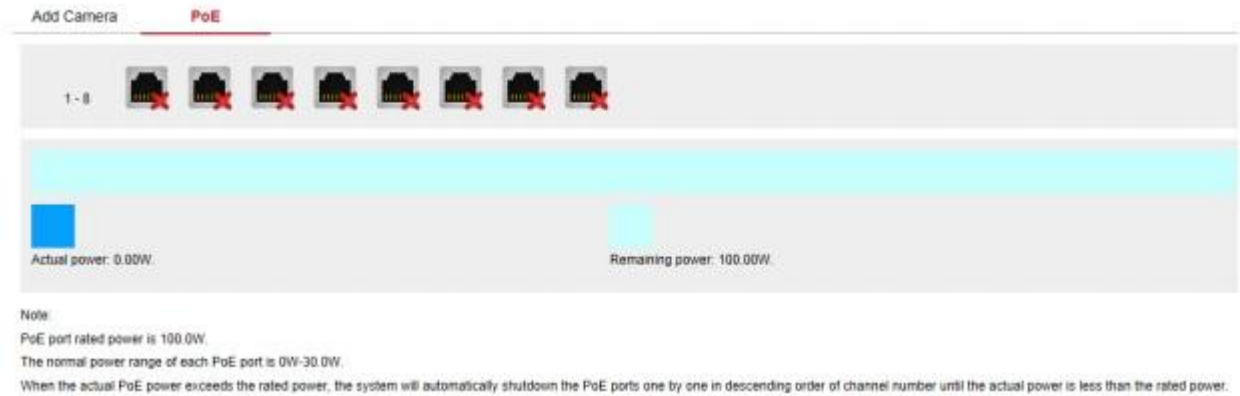 Add Camera PoE
1 - 8
Actual power: 0.00W.
Remaining power: 100.00W.
Note:
PoE port rated power is 100.0W.
The normal power range of each PoE port is 0W-30.0W.
When the actual PoE power exceeds the rated power, the system will automatically shutdown the PoE ports one by one in descending order of channel number until the actual power is less than the rated power.